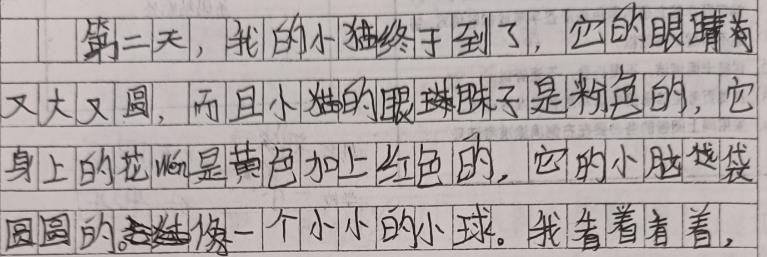 第二天，我的小猫终于到了，它的眼睛有
又大又圆，而且小猫的眼珠子是粉色的，它
身上的花wén是黄色加上红色的，它的小脑袋
圆圆的。像一个小小的小球。我看着看着，